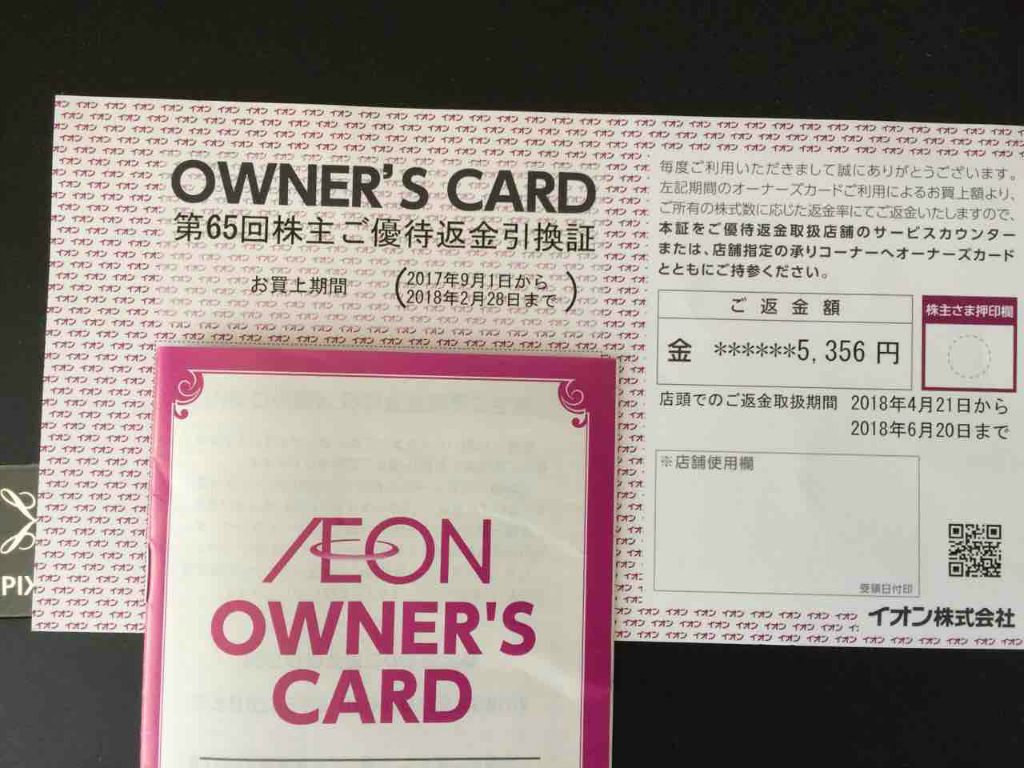 OWNER'S CARD
第65回株主ご優待返金引換証
お買上期間
(2017年9月1日から
2018年2月28日まで)
毎度ご利用いただきまして誠にありがとうございます。
左記期間のオーナーズカードご利用によるお買上額より、
ご所有の株式数に応じた返金率にてご返金いたしますので、
本証をご優待返金取扱店舗のサービスカウンター
または、店舗指定の承りコーナーへオーナーズカード
とともにご持参ください。
ご返金額
金 ******5,356円
株主さま押印欄
店頭でのご返金取扱期間 2018年4月21日から
2018年6月20日まで
※店舗使用欄
受領日付印
イオン株式会社
PIX
AEON
OWNER'S
CARD